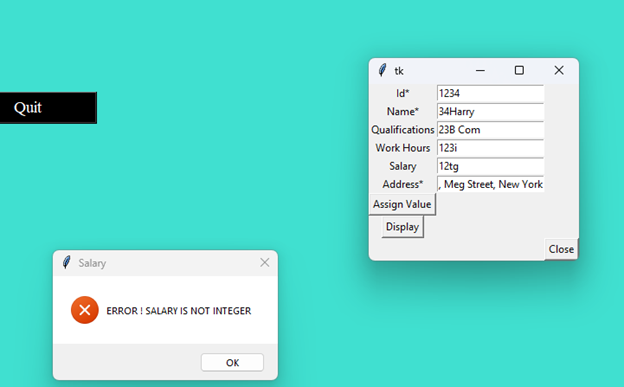 Quit
tk
Id* 1234
Name* 34Harry
Qualifications 23B Com
Work Hours 123i
Salary 12tg
Address* , Meg Street, New York
Assign Value
Display
Close
Salary
ERROR ! SALARY IS NOT INTEGER
OK